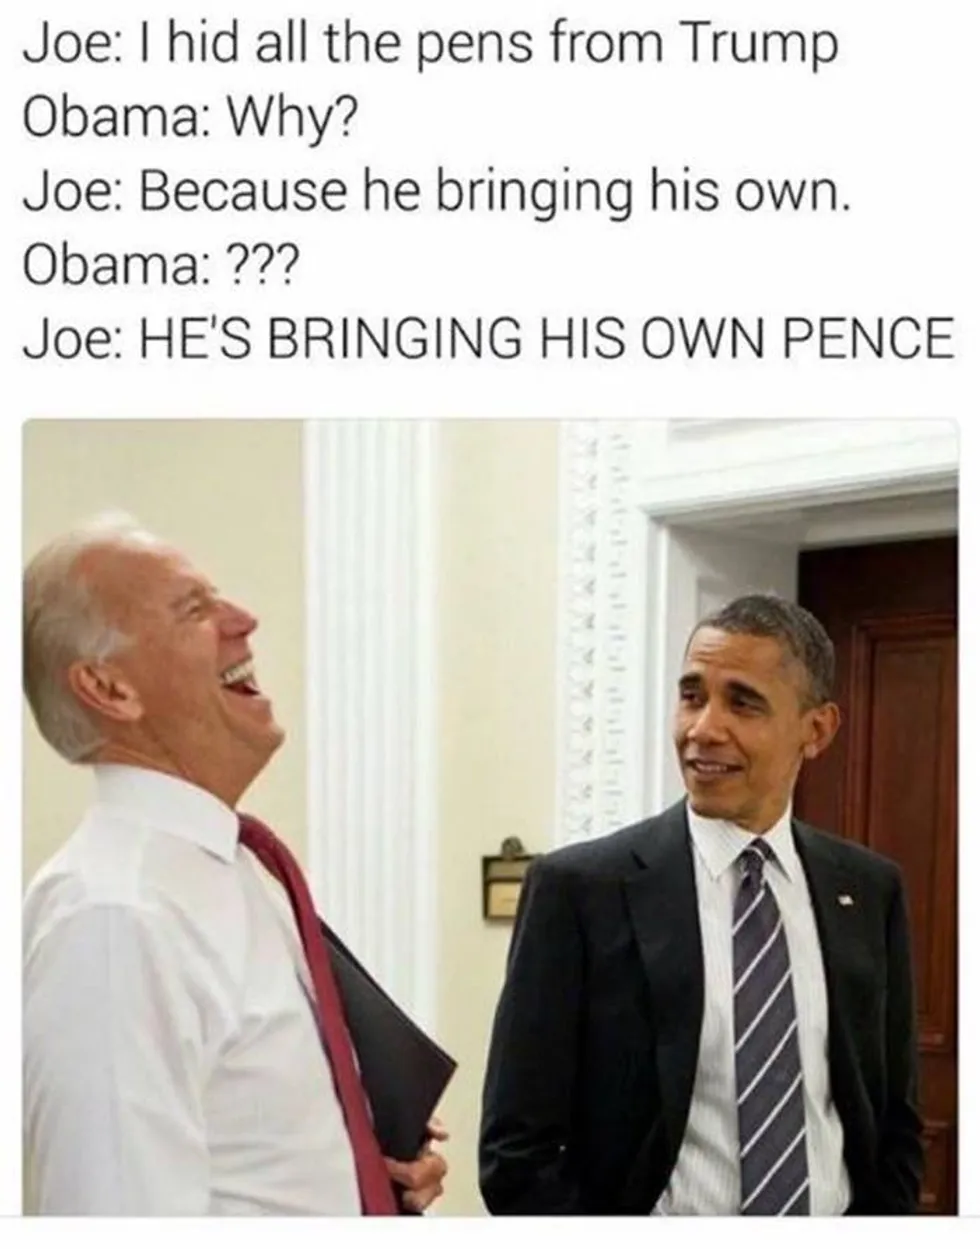 Joe: I hid all the pens from Trump
Obama: Why?
Joe: Because he bringing his own.
Obama: ???
Joe: HE'S BRINGING HIS OWN PENCE